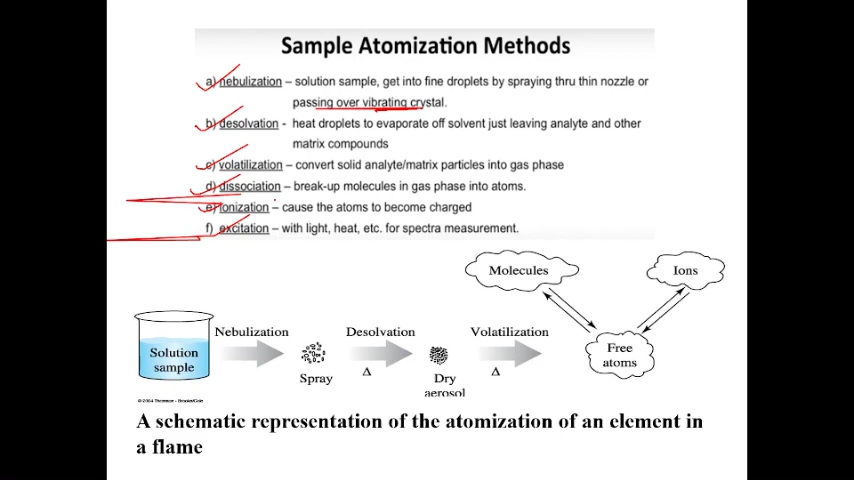 Sample Atomization Methods
a) nebulization – solution sample, get into fine droplets by spraying thru thin nozzle or
passing over vibrating crystal.
b) desolvation - heat droplets to evaporate off solvent just leaving analyte and other
matrix compounds
c) volatilization – convert solid analyte/matrix particles into gas phase
d) dissociation – break-up molecules in gas phase into atoms.
e) ionization – cause the atoms to become charged
f) excitation – with light, heat, etc. for spectra measurement.
Molecules
Ions
Nebulization
Desolvation
Volatilization
Solution
sample
Free
atoms
Δ
Δ
Spray
Dry
aerosol
© 2004 Thomson - Brooks/Cole
A schematic representation of the atomization of an element in
a flame